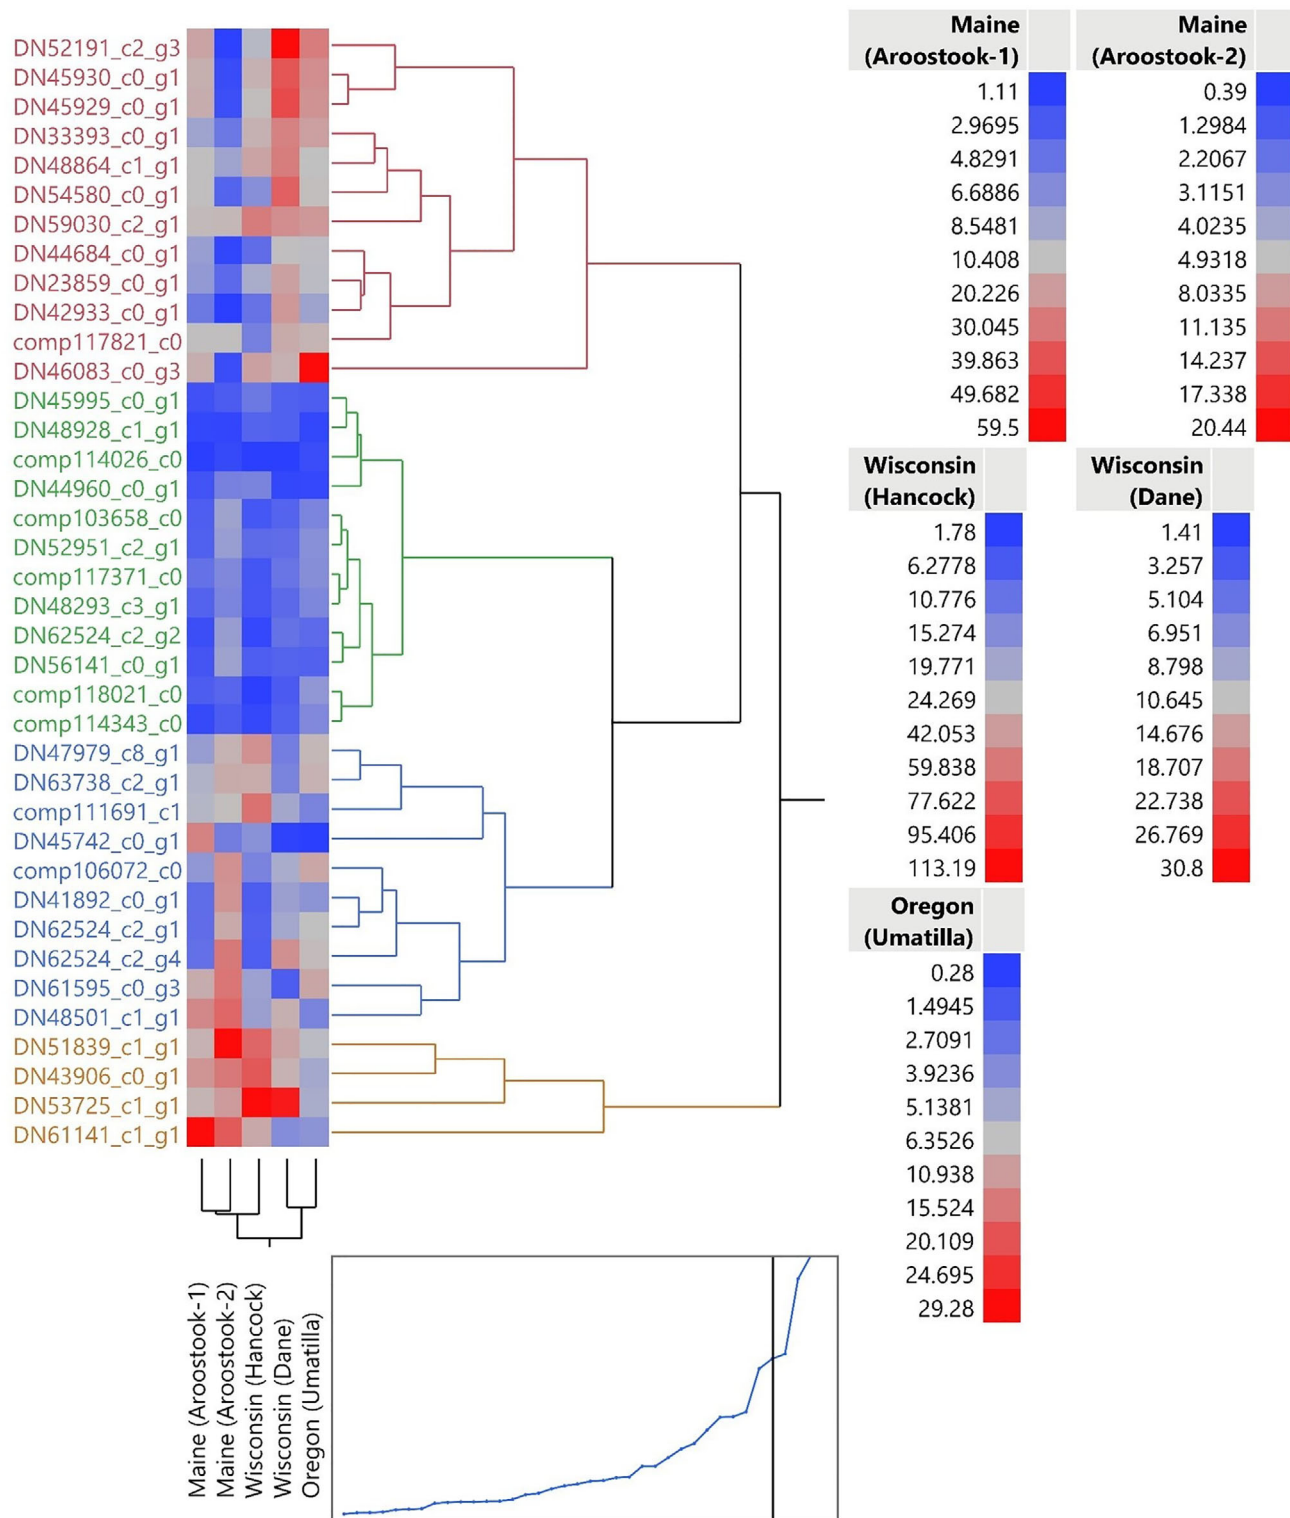 DN52191_c2_g3
DN45930_c0_g1
DN45929_c0_g1
DN33393_c0_g1
DN48864_c1_g1
DN54580_c0_g1
DN59030_c2_g1
DN44684_c0_g1
DN23859_c0_g1
DN42933_c0_g1
comp117821_c0
DN46083_c0_g3
DN45995_c0_g1
DN48928_c1_g1
comp114026_c0
DN44960_c0_g1
comp103658_c0
DN52951_c2_g1
comp117371_c0
DN48293_c3_g1
DN62524_c2_g2
DN56141_c0_g1
comp118021_c0
comp114343_c0
DN47979_c8_g1
DN63738_c2_g1
comp111691_c1
DN45742_c0_g1
comp106072_c0
DN41892_c0_g1
DN62524_c2_g1
DN62524_c2_g4
DN61595_c0_g3
DN48501_c1_g1
DN51839_c1_g1
DN43906_c0_g1
DN53725_c1_g1
DN61141_c1_g1
Maine (Aroostook-1)
Maine (Aroostook-2)
Wisconsin (Hancock)
Wisconsin (Dane)
Oregon (Umatilla)
Maine
(Aroostook-1)
1.11
2.9695
4.8291
6.6886
8.5481
10.408
20.226
30.045
39.863
49.682
59.5
Maine
(Aroostook-2)
0.39
1.2984
2.2067
3.1151
4.0235
4.9318
8.0335
11.135
14.237
17.338
20.44
Wisconsin
(Hancock)
1.78
6.2778
10.776
15.274
19.771
24.269
42.053
59.838
77.622
95.406
113.19
Wisconsin
(Dane)
1.41
3.257
5.104
6.951
8.798
10.645
14.676
18.707
22.738
26.769
30.8
Oregon
(Umatilla)
0.28
1.4945
2.7091
3.9236
5.1381
6.3526
10.938
15.524
20.109
24.695
29.28